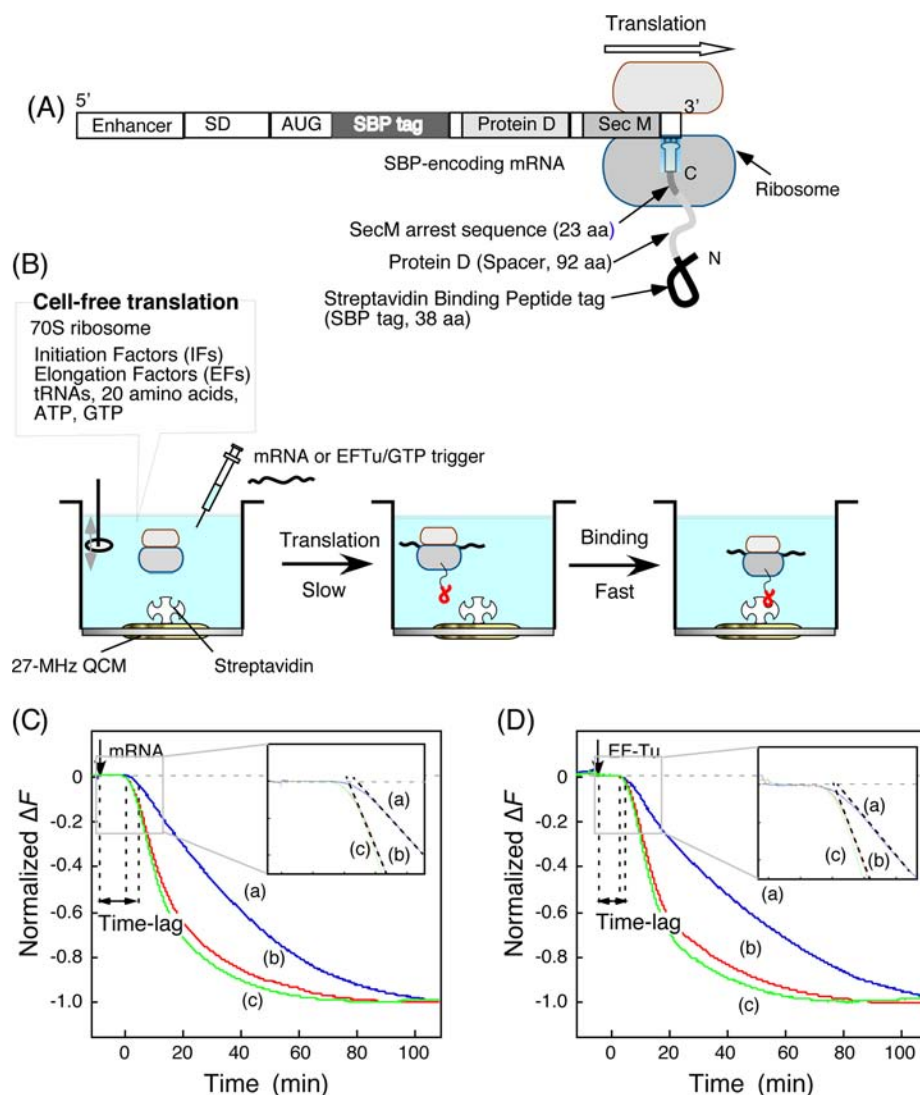 Translation
(A)
5'
3'
Enhancer SD AUG SBP tag Protein D Sec M
SBP-encoding mRNA
C
Ribosome
SecM arrest sequence (23 aa)
Protein D (Spacer, 92 aa)
N
Streptavidin Binding Peptide tag
(SBP tag, 38 aa)
(B)
Cell-free translation
70S ribosome
Initiation Factors (IFs)
Elongation Factors (EFs)
tRNAs, 20 amino acids,
ATP, GTP
mRNA or EFTu/GTP trigger
Translation
Slow
Binding
Fast
27-MHz QCM
Streptavidin
(C)
mRNA
0
-0.2
-0.4
-0.6
-0.8
-1.0
Normalized ΔF
(a)
(b)
(c)
Time-lag
(a)
(b)
(c)
0 20 40 60 80 100
Time (min)
(D)
EF-Tu
0
-0.2
-0.4
-0.6
-0.8
-1.0
Normalized ΔF
(a)
(b)
(c)
Time-lag
(a)
(b)
(c)
0 20 40 60 80 100
Time (min)